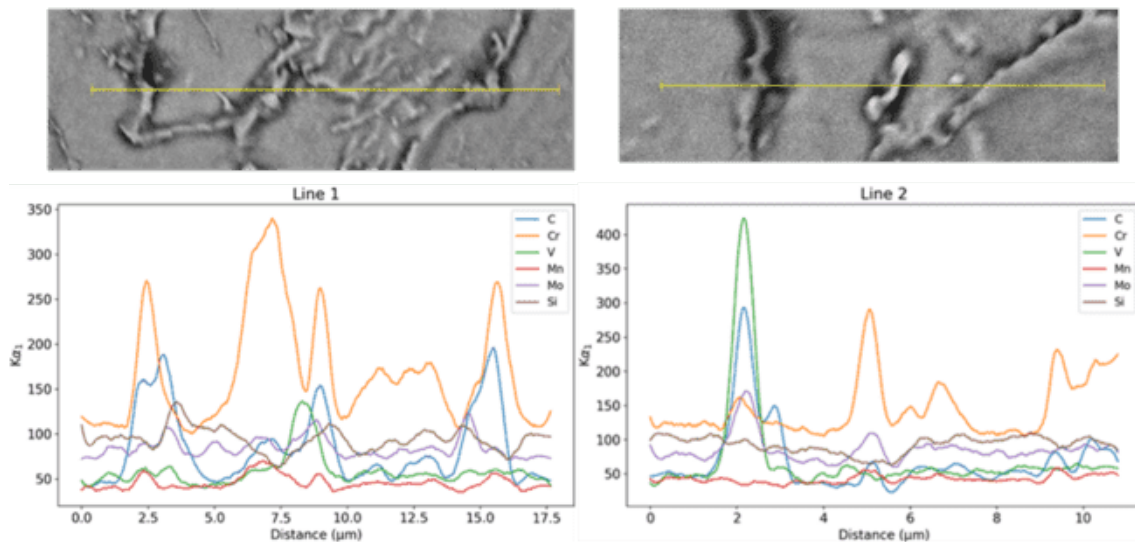 Line 1
350
300
250
200
150
100
50
Kα₁
C
Cr
V
Mn
Mo
Si
0.0 2.5 5.0 7.5 10.0 12.5 15.0 17.5
Distance (μm)
Line 2
400
350
300
250
200
150
100
50
C
Cr
V
Mn
Mo
Si
0 2 4 6 8 10
Distance (μm)